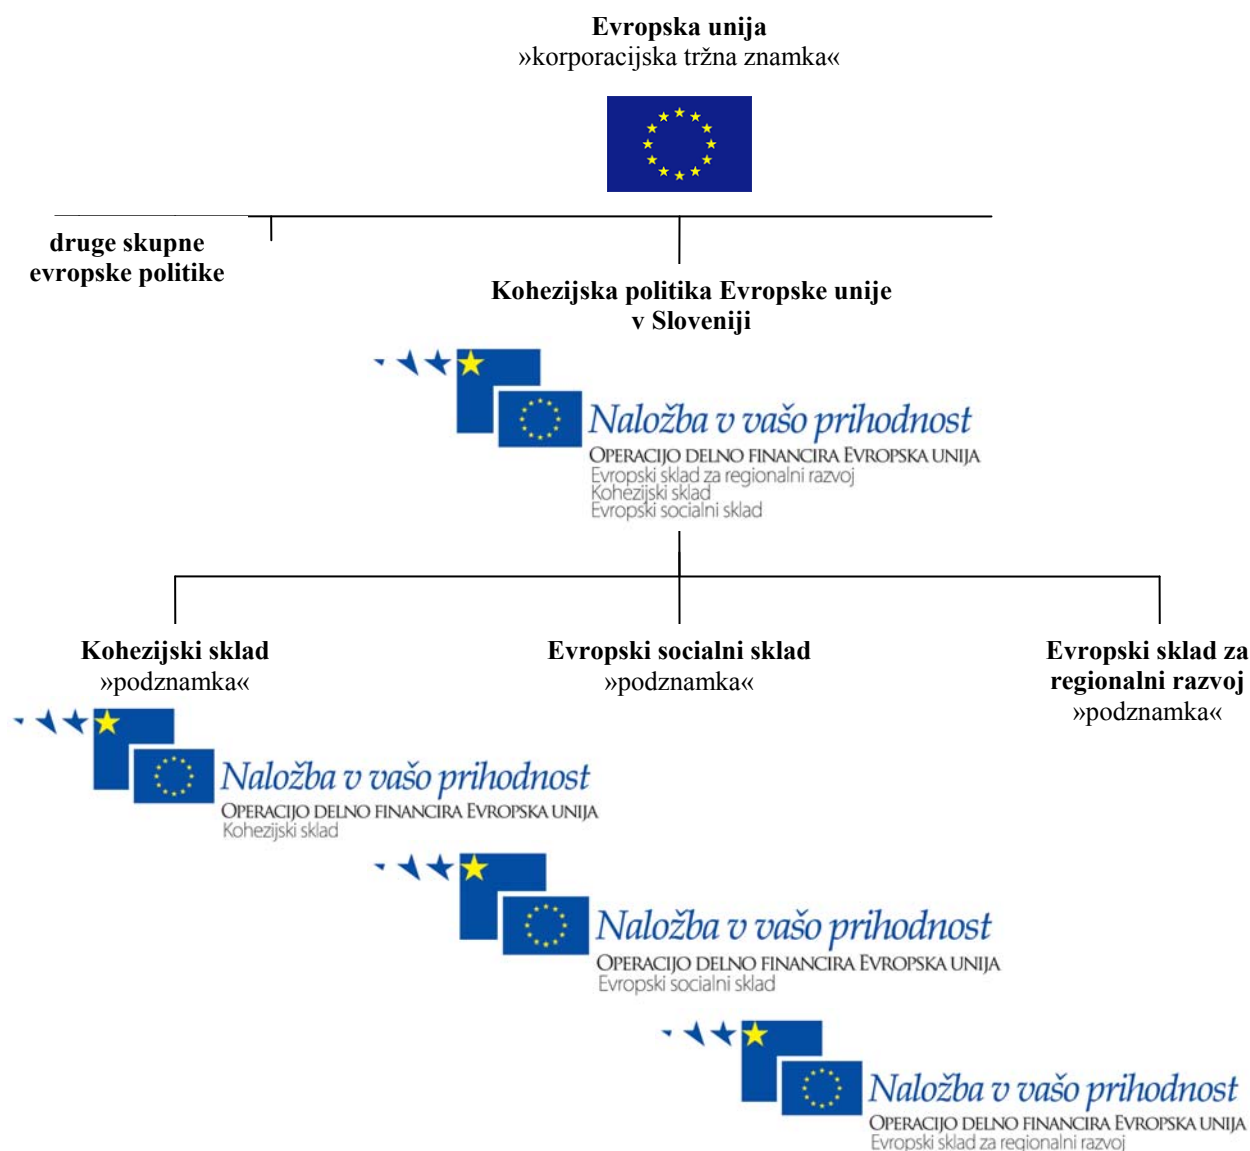 Evropska unija
»korporacijska tržna znamka«
druge skupne
evropske politike
Kohezijska politika Evropske unije
v Sloveniji
Naložba v vašo prihodnost
OPERACIJO DELNO FINANCIRA EVROPSKA UNIJA
Evropski sklad za regionalni razvoj
Kohezijski sklad
Evropski socialni sklad
Kohezijski sklad
»podznamka«
Evropski socialni sklad
»podznamka«
Evropski sklad za
regionalni razvoj
»podznamka«
Naložba v vašo prihodnost
OPERACIJO DELNO FINANCIRA EVROPSKA UNIJA
Kohezijski sklad
Naložba v vašo prihodnost
OPERACIJO DELNO FINANCIRA EVROPSKA UNIJA
Evropski socialni sklad
Naložba v vašo prihodnost
OPERACIJO DELNO FINANCIRA EVROPSKA UNIJA
Evropski sklad za regionalni razvoj